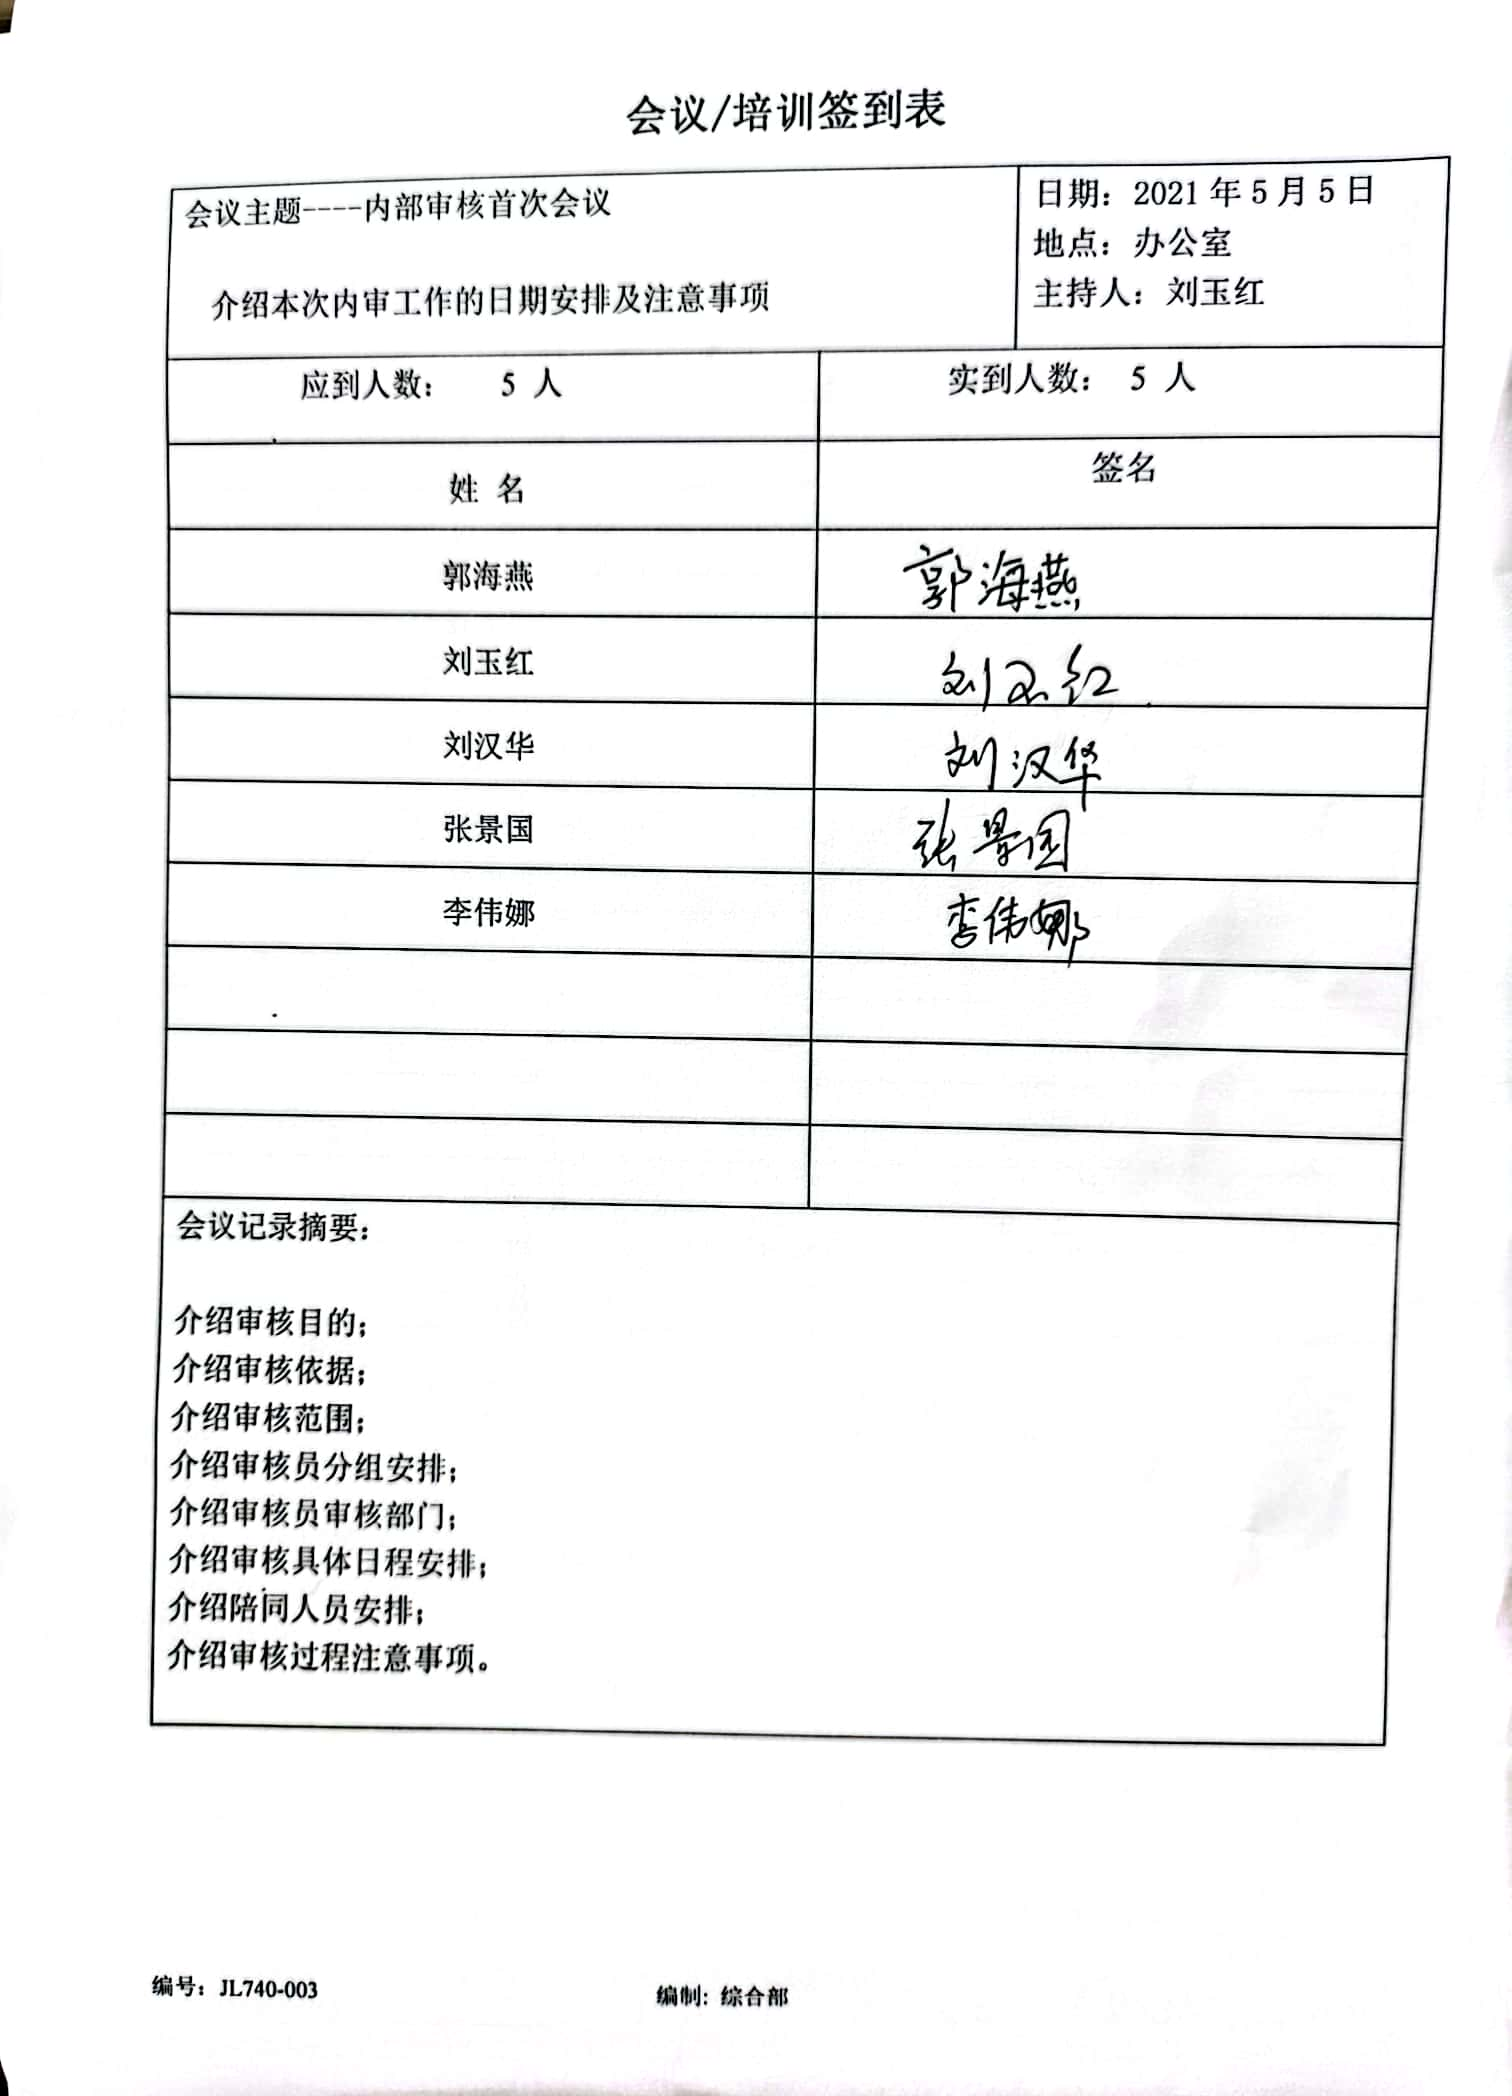 会议/培训签到表
会议主题----内部审核首次会议
介绍本次内审工作的日期安排及注意事项
日期：2021 年 5 月 5 日
地点：办公室
主持人：刘玉红
应到人数： 5 人
实到人数： 5 人
姓 名
签名
郭海燕
郭海燕
刘玉红
刘玉红
刘汉华
刘汉华
张景国
张景国
李伟娜
李伟娜
会议记录摘要：
介绍审核目的；
介绍审核依据；
介绍审核范围；
介绍审核员分组安排；
介绍审核员审核部门；
介绍审核具体日程安排；
介绍陪同人员安排；
介绍审核过程注意事项。
编号：JL740-003
编制：综合部